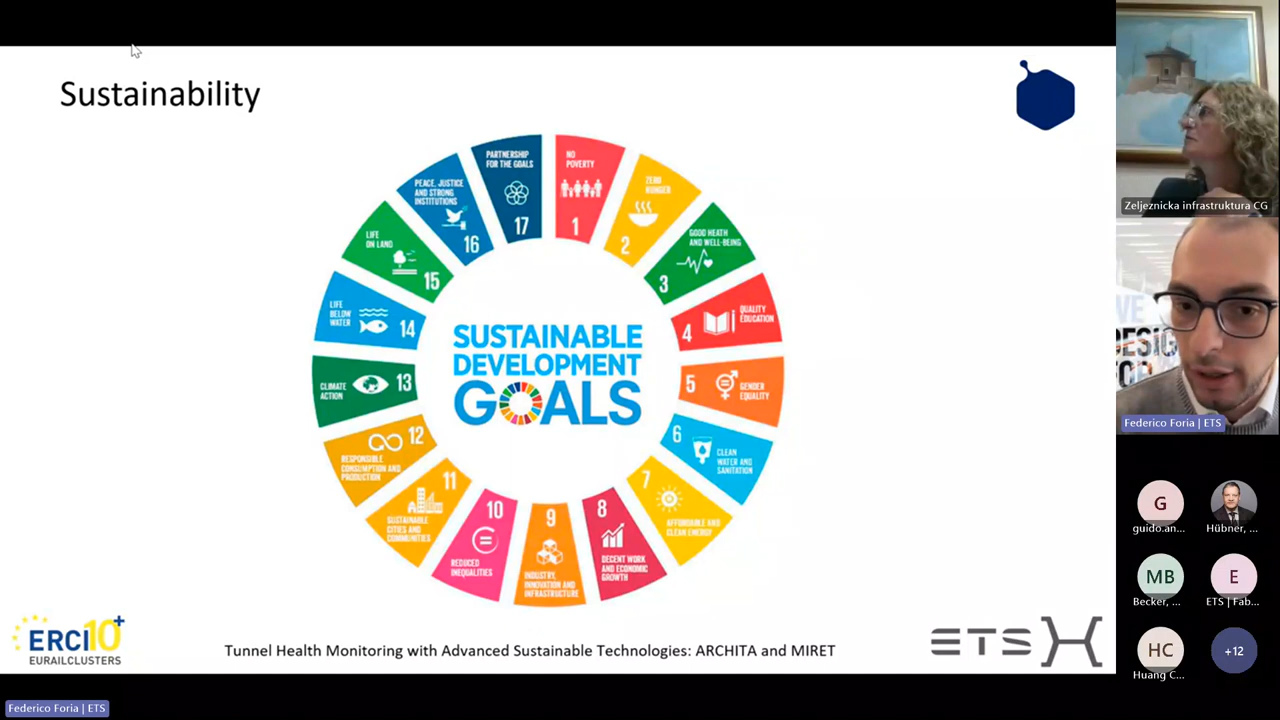 Sustainability
PARTNERSHIP
FOR THE GOALS
17
NO
POVERTY
1
ZERO
HUNGER
2
GOOD HEATH
AND WELL-BEING
3
QUALITY
EDUCATION
4
GENDER
EQUALITY
5
CLEAN
WATER AND
SANITATION
6
AFFORDABLE AND
CLEAN ENERGY
7
DECENT WORK
AND ECONOMIC
GROWTH
8
INDUSTRY,
INNOVATION AND
INFRASTRUCTURE
9
REDUCED
INEQUALITIES
10
SUSTAINABLE
CITIES AND
COMMUNITIES
11
RESPONSIBLE
CONSUMPTION AND
PRODUCTION
12
CLIMATE
ACTION
13
LIFE
BELOW
WATER
14
LIFE
ON LAND
15
PEACE, JUSTICE
AND STRONG
INSTITUTIONS
16
SUSTAINABLE
DEVELOPMENT
GOALS
ERCI10+
EURAILCLUSTERS
Tunnel Health Monitoring with Advanced Sustainable Technologies: ARCHITA and MIRET
ETS
Federico Foria | ETS
Zeljeznicka infrastruktura CG
Federico Foria | ETS
G
guido.an...
Hübner, ...
MB
Becker, ...
E
ETS | Fab...
HC
Huang C...
+12